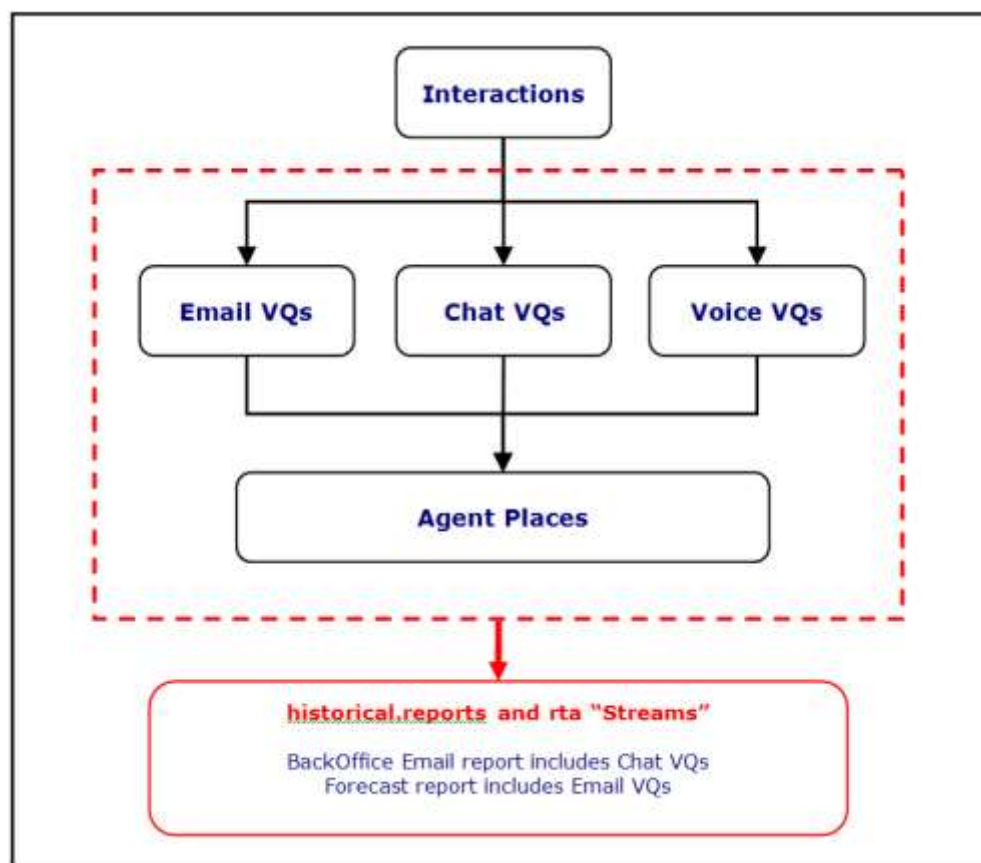 Interactions
Email VQs
Chat VQs
Voice VQs
Agent Places
historical.reports and rta “Streams”
BackOffice Email report includes Chat VQs
Forecast report includes Email VQs